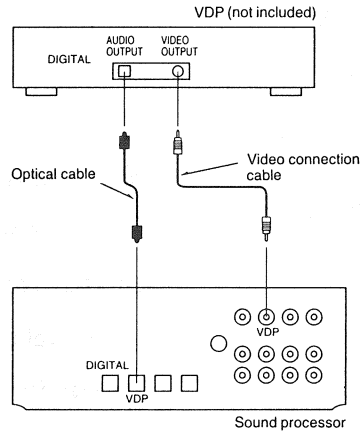 VDP (not included)
AUDIO OUTPUT
VIDEO OUTPUT
DIGITAL
Optical cable
Video connection
cable
VDP
DIGITAL
VDP
Sound processor